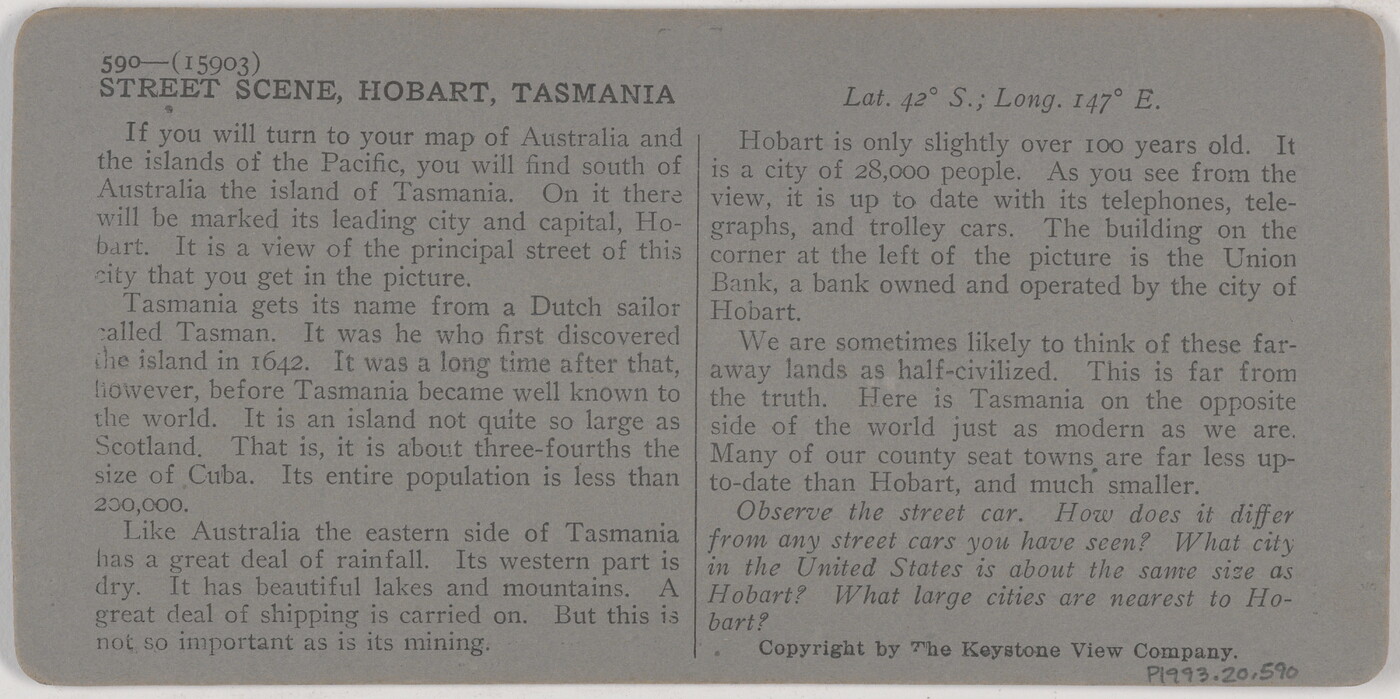 590—(15903)
STREET SCENE, HOBART, TASMANIA
If you will turn to your map of Australia and
the islands of the Pacific, you will find south of
Australia the island of Tasmania. On it there
will be marked its leading city and capital, Ho-
bart. It is a view of the principal street of this
city that you get in the picture.
Tasmania gets its name from a Dutch sailor
called Tasman. It was he who first discovered
the island in 1642. It was a long time after that,
however, before Tasmania became well known to
the world. It is an island not quite so large as
Scotland. That is, it is about three-fourths the
size of Cuba. Its entire population is less than
200,000.
Like Australia the eastern side of Tasmania
has a great deal of rainfall. Its western part is
dry. It has beautiful lakes and mountains. A
great deal of shipping is carried on. But this is
not so important as is its mining.
Lat. 42° S.; Long. 147° E.
Hobart is only slightly over 100 years old. It
is a city of 28,000 people. As you see from the
view, it is up to date with its telephones, tele-
graphs, and trolley cars. The building on the
corner at the left of the picture is the Union
Bank, a bank owned and operated by the city of
Hobart.
We are sometimes likely to think of these far-
away lands as half-civilized. This is far from
the truth. Here is Tasmania on the opposite
side of the world just as modern as we are.
Many of our county seat towns are far less up-
to-date than Hobart, and much smaller.
Observe the street car. How does it differ
from any street cars you have seen? What city
in the United States is about the same size as
Hobart? What large cities are nearest to Ho-
bart?
Copyright by The Keystone View Company.
P1993.20.590